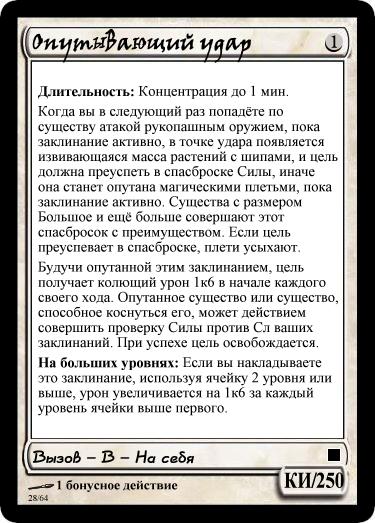 Опутывающий удар 1
Длительность: Концентрация до 1 мин.
Когда вы в следующий раз попадёте по
существу атакой рукопашным оружием, пока
заклинание активно, в точке удара появляется
извивающаяся масса растений с шипами, и цель
должна преуспеть в спасброске Силы, иначе
она станет опутана магическими плетьми, пока
заклинание активно. Существа с размером
Большое и ещё больше совершают этот
спасбросок с преимуществом. Если цель
преуспевает в спасброске, плети усыхают.
Будучи опутанной этим заклинанием, цель
получает колющий урон 1к6 в начале каждого
своего хода. Опутанное существо или существо,
способное коснуться его, может действием
совершить проверку Силы против Сл ваших
заклинаний. При успехе цель освобождается.
На больших уровнях: Если вы накладываете
это заклинание, используя ячейку 2 уровня или
выше, урон увеличивается на 1к6 за каждый
уровень ячейки выше первого.
Вызов – В – На себя
КИ/250
1 бонусное действие
28/64